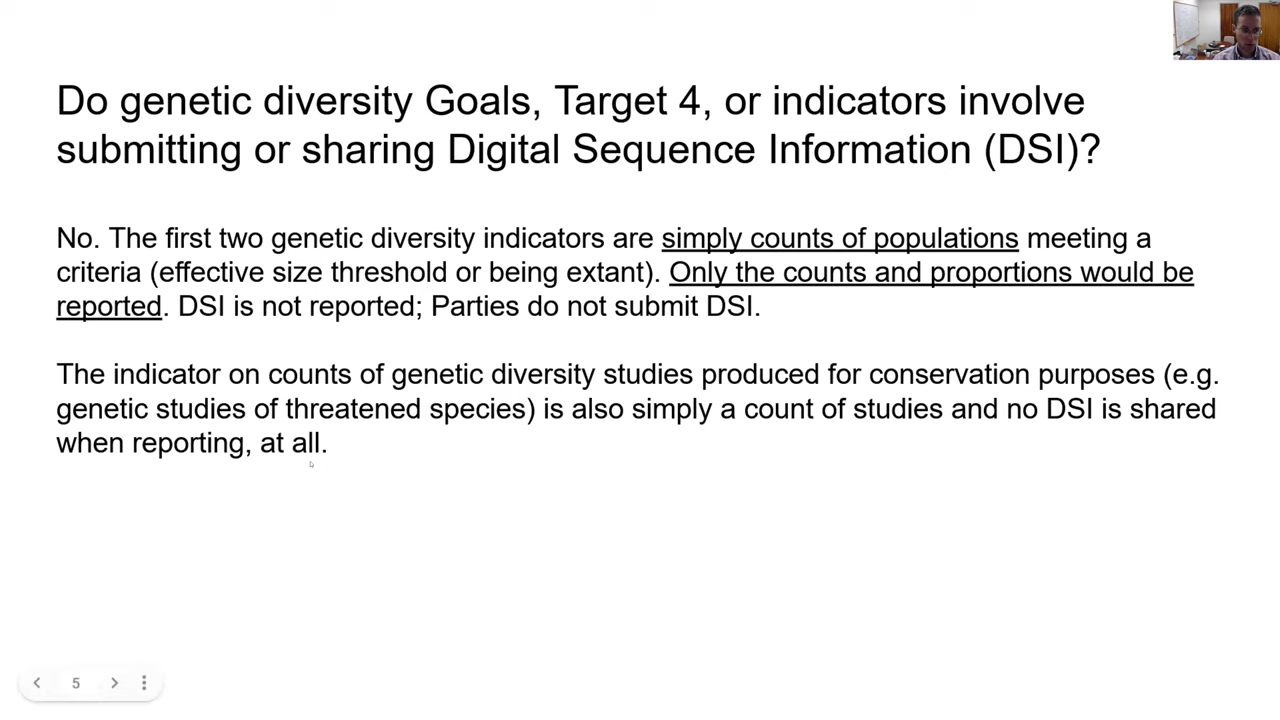 Do genetic diversity Goals, Target 4, or indicators involve
submitting or sharing Digital Sequence Information (DSI)?
No. The first two genetic diversity indicators are simply counts of populations meeting a
criteria (effective size threshold or being extant). Only the counts and proportions would be
reported. DSI is not reported; Parties do not submit DSI.
The indicator on counts of genetic diversity studies produced for conservation purposes (e.g.
genetic studies of threatened species) is also simply a count of studies and no DSI is shared
when reporting, at all.
5